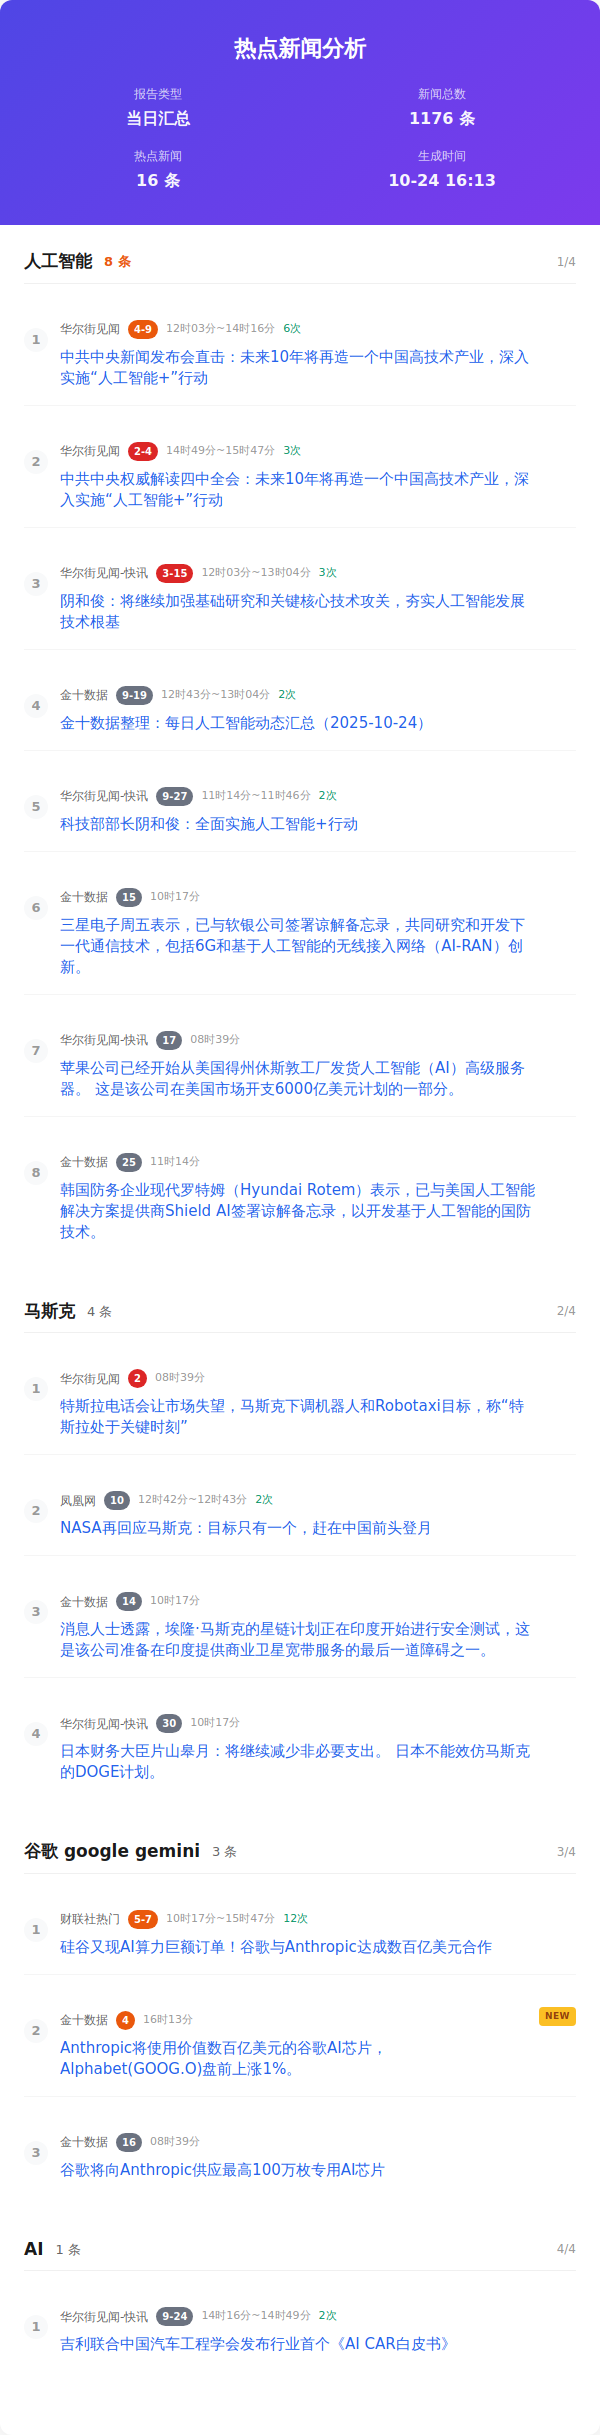 热点新闻分析
报告类型
当日汇总
新闻总数
1176 条
热点新闻
16 条
生成时间
10-24 16:13
人工智能 8 条 1/4
1
华尔街见闻 4-9 12时03分~14时16分 6次
中共中央新闻发布会直击：未来10年将再造一个中国高技术产业，深入
实施“人工智能+”行动
2
华尔街见闻 2-4 14时49分~15时47分 3次
中共中央权威解读四中全会：未来10年将再造一个中国高技术产业，深
入实施“人工智能+”行动
3
华尔街见闻-快讯 3-15 12时03分~13时04分 3次
阴和俊：将继续加强基础研究和关键核心技术攻关，夯实人工智能发展
技术根基
4
金十数据 9-19 12时43分~13时04分 2次
金十数据整理：每日人工智能动态汇总（2025-10-24）
5
华尔街见闻-快讯 9-27 11时14分~11时46分 2次
科技部部长阴和俊：全面实施人工智能+行动
6
金十数据 15 10时17分
三星电子周五表示，已与软银公司签署谅解备忘录，共同研究和开发下
一代通信技术，包括6G和基于人工智能的无线接入网络（AI-RAN）创
新。
7
华尔街见闻-快讯 17 08时39分
苹果公司已经开始从美国得州休斯敦工厂发货人工智能（AI）高级服务
器。 这是该公司在美国市场开支6000亿美元计划的一部分。
8
金十数据 25 11时14分
韩国防务企业现代罗特姆（Hyundai Rotem）表示，已与美国人工智能
解决方案提供商Shield AI签署谅解备忘录，以开发基于人工智能的国防
技术。
马斯克 4 条 2/4
1
华尔街见闻 2 08时39分
特斯拉电话会让市场失望，马斯克下调机器人和Robotaxi目标，称“特
斯拉处于关键时刻”
2
凤凰网 10 12时42分~12时43分 2次
NASA再回应马斯克：目标只有一个，赶在中国前头登月
3
金十数据 14 10时17分
消息人士透露，埃隆·马斯克的星链计划正在印度开始进行安全测试，这
是该公司准备在印度提供商业卫星宽带服务的最后一道障碍之一。
4
华尔街见闻-快讯 30 10时17分
日本财务大臣片山皋月：将继续减少非必要支出。 日本不能效仿马斯克
的DOGE计划。
谷歌 google gemini 3 条 3/4
1
财联社热门 5-7 10时17分~15时47分 12次
硅谷又现AI算力巨额订单！谷歌与Anthropic达成数百亿美元合作
2
金十数据 4 16时13分 NEW
Anthropic将使用价值数百亿美元的谷歌AI芯片，
Alphabet(GOOG.O)盘前上涨1%。
3
金十数据 16 08时39分
谷歌将向Anthropic供应最高100万枚专用AI芯片
AI 1 条 4/4
1
华尔街见闻-快讯 9-24 14时16分~14时49分 2次
吉利联合中国汽车工程学会发布行业首个《AI CAR白皮书》